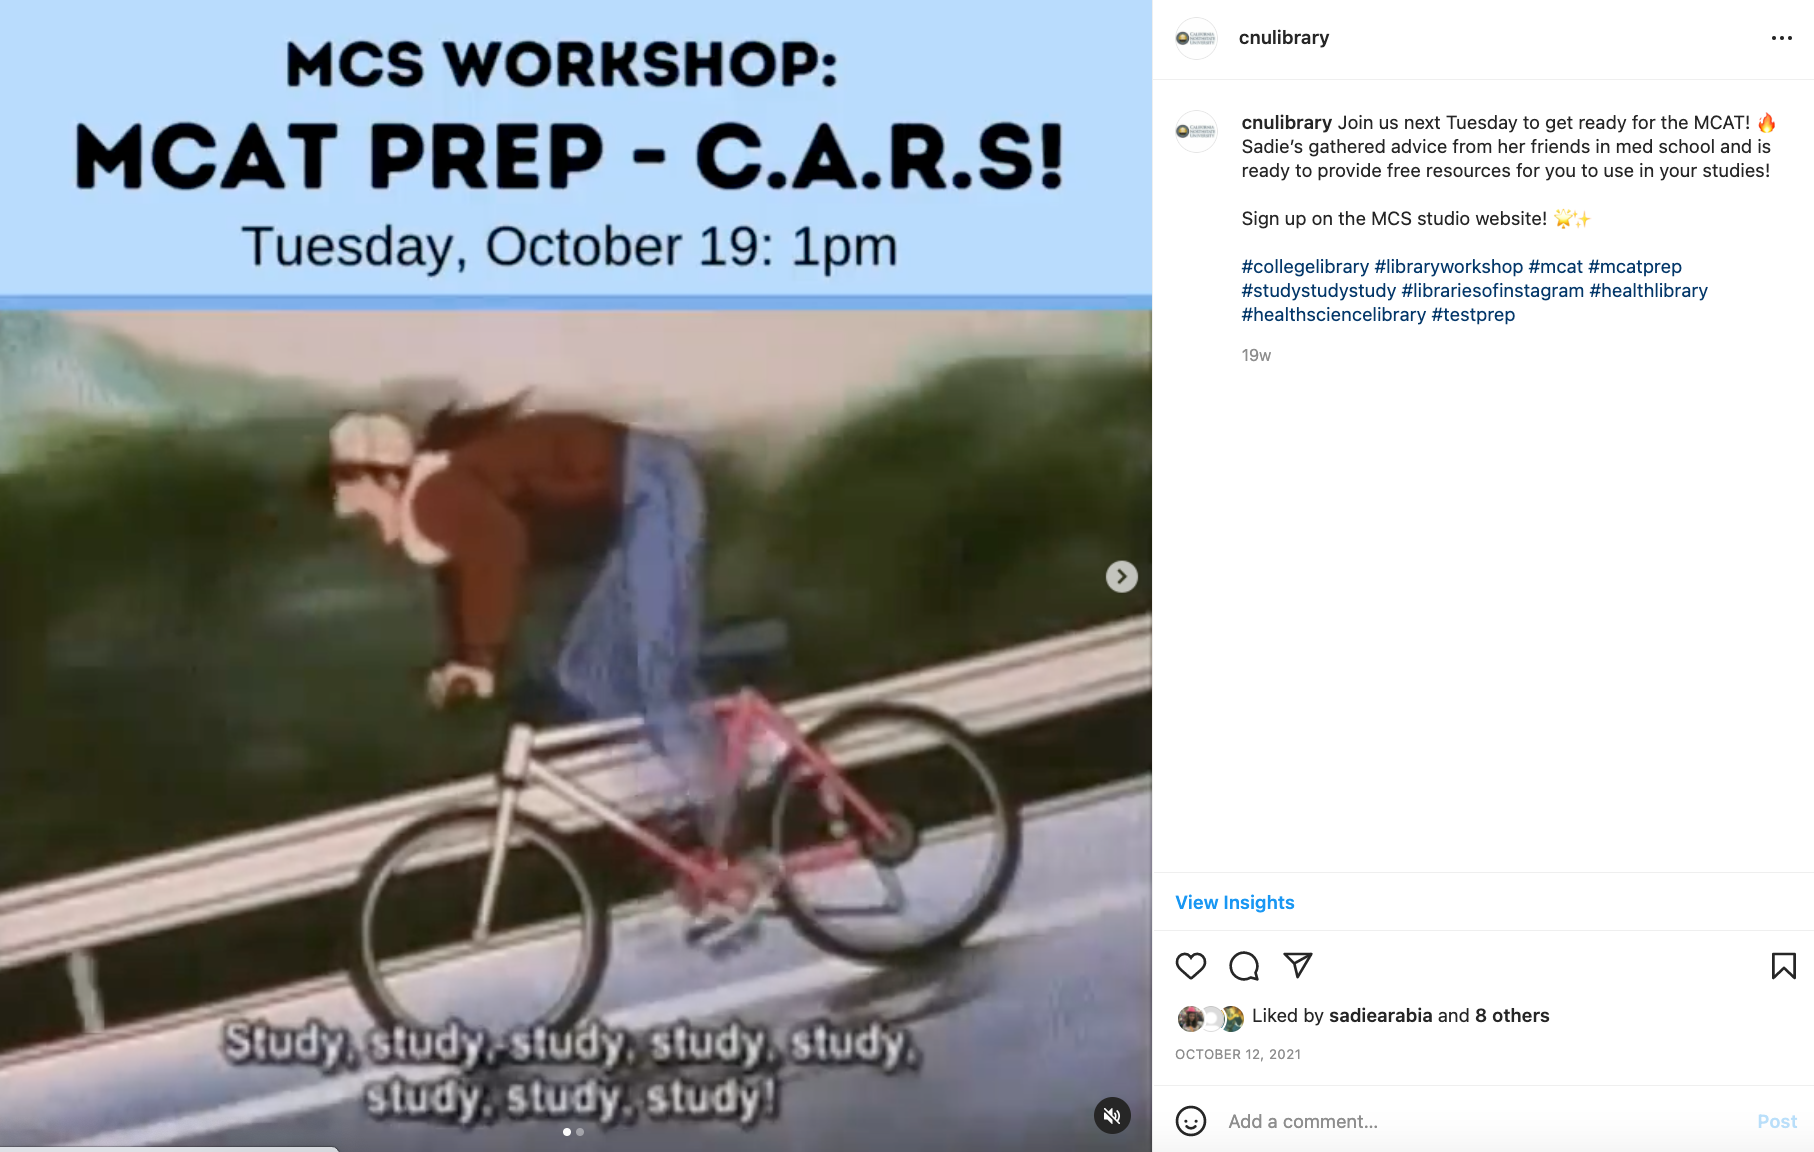 MCS WORKSHOP:
MCAT PREP - C.A.R.S!
Tuesday, October 19: 1pm
Study, study, study, study, study,
study, study, study!
cnulibrary
cnulibrary Join us next Tuesday to get ready for the MCAT! 🔥
Sadie’s gathered advice from her friends in med school and is
ready to provide free resources for you to use in your studies!
Sign up on the MCS studio website! 🌟✨
#collegelibrary #libraryworkshop #mcat #mcatprep
#studystudystudy #librariesofinstagram #healthlibrary
#healthsciencelibrary #testprep
19w
View Insights
Liked by sadiearabia and 8 others
OCTOBER 12, 2021
Add a comment...
Post